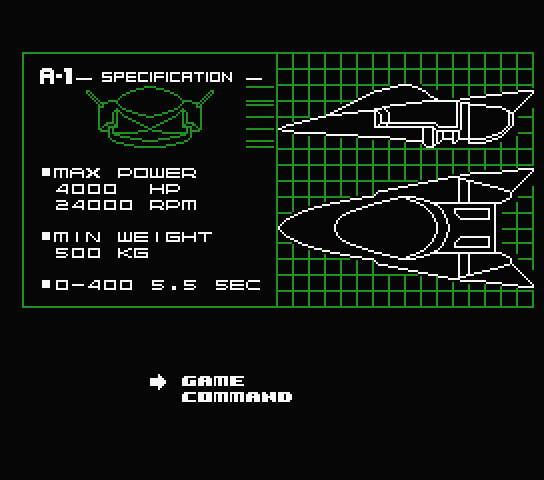 A-1— SPECIFICATION —
■MAX POWER
4000 HP
24000 RPM
■MIN WEIGHT
500 KG
■0-400 5.5 SEC
GAME
COMMAND